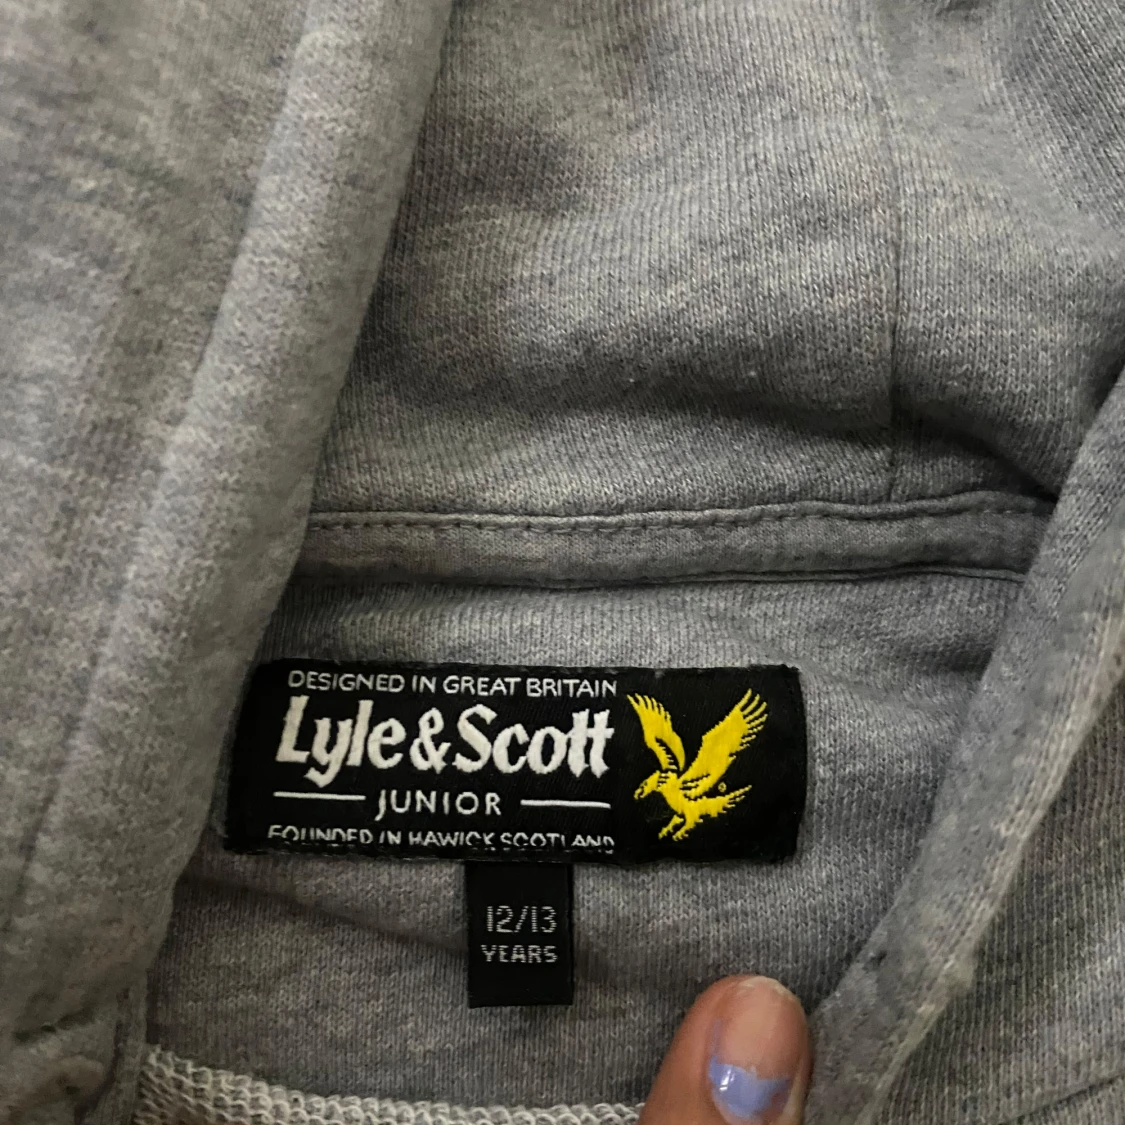 DESIGNED IN GREAT BRITAIN
Lyle&Scott
JUNIOR
FOUNDED IN HAWICK SCOTLAND
®
12/13
YEARS